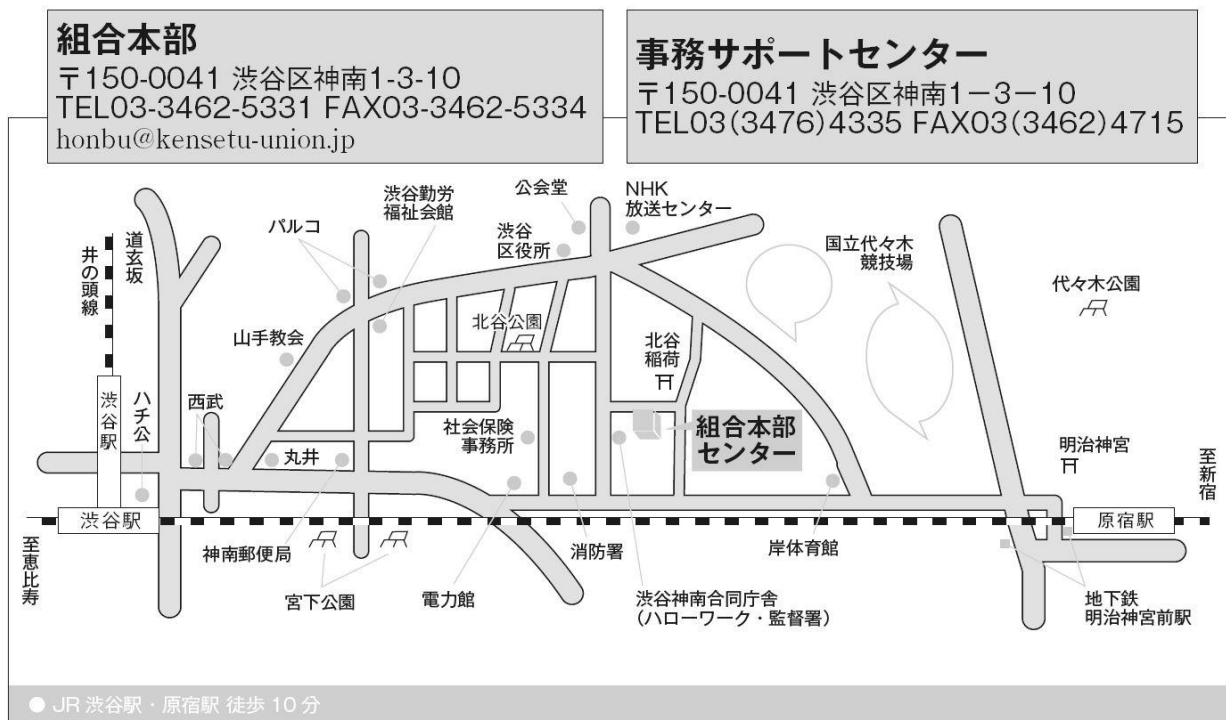 組合本部
〒150-0041 渋谷区神南1-3-10
TEL03-3462-5331 FAX03-3462-5334
honbu@kensetu-union.jp
事務サポートセンター
〒150-0041 渋谷区神南1−3−10
TEL03(3476)4335 FAX03(3462)4715
井の頭線
道玄坂
パルコ
渋谷勤労
福祉会館
公会堂
渋谷
区役所
NHK
放送センター
国立代々木
競技場
代々木公園
山手教会
北谷公園
北谷
稲荷
渋谷駅
ハチ公
西武
丸井
社会保険
事務所
組合本部
センター
明治神宮
至新宿
渋谷駅
原宿駅
至恵比寿
神南郵便局
宮下公園
電力館
消防署
渋谷神南合同庁舎
(ハローワーク・監督署)
岸体育館
地下鉄
明治神宮前駅
● JR 渋谷駅・原宿駅 徒歩 10 分